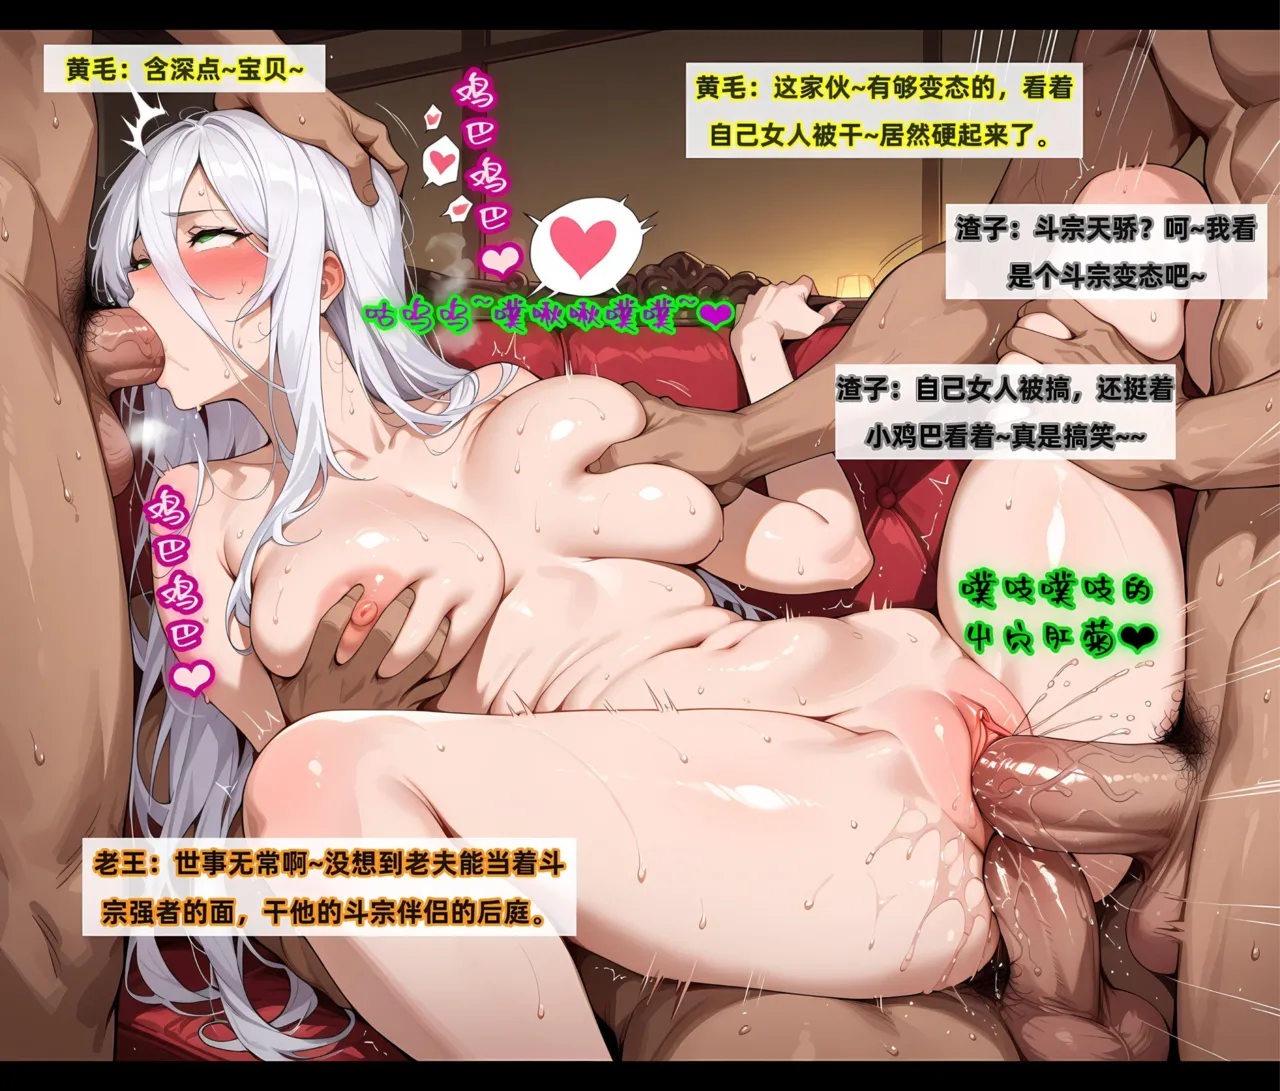 黄毛：含深点~宝贝~
鸡巴鸡巴
黄毛：这家伙~有够变态的，看着
自己女人被干~居然硬起来了。
渣子：斗宗天骄？呵~我看
是个斗宗变态吧~
咕呜呜~噗啾啾噗噗~
渣子：自己女人被搞，还挺着
小鸡巴看着~真是搞笑~~
鸡巴鸡巴
噗吱噗吱的
屮穴肛菊
老王：世事无常啊~没想到老夫能当着斗
宗强者的面，干他的斗宗伴侣的后庭。